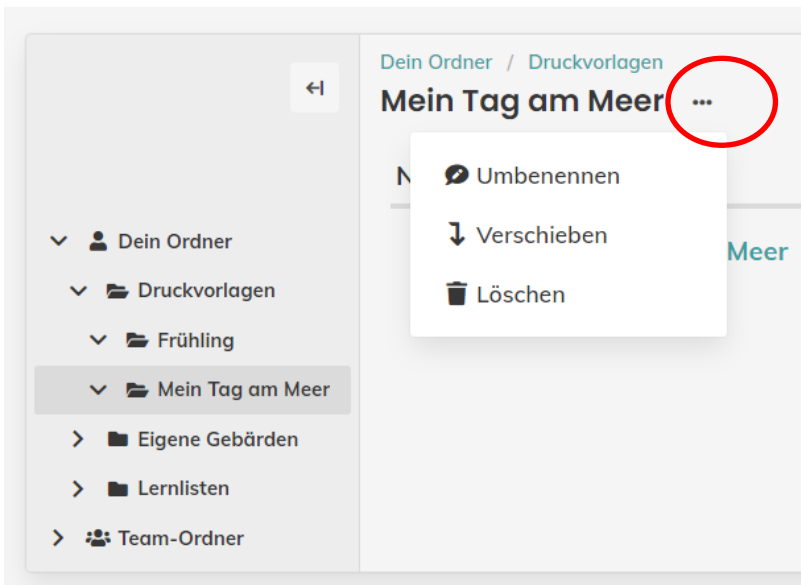 Dein Ordner / Druckvorlagen
Mein Tag am Meer ...
N
Umbenennen
Verschieben
Löschen
Meer
Dein Ordner
Druckvorlagen
Frühling
Mein Tag am Meer
Eigene Gebärden
Lernlisten
Team-Ordner